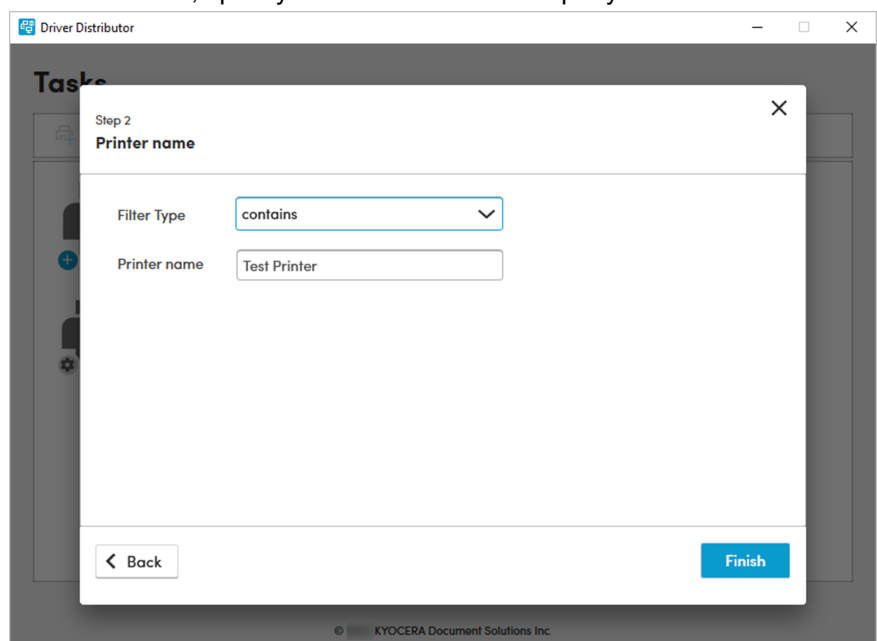 Driver Distributor
Tasks
Step 2
Printer name
Filter Type contains
Printer name Test Printer
Back Finish
© KYOCERA Document Solutions Inc